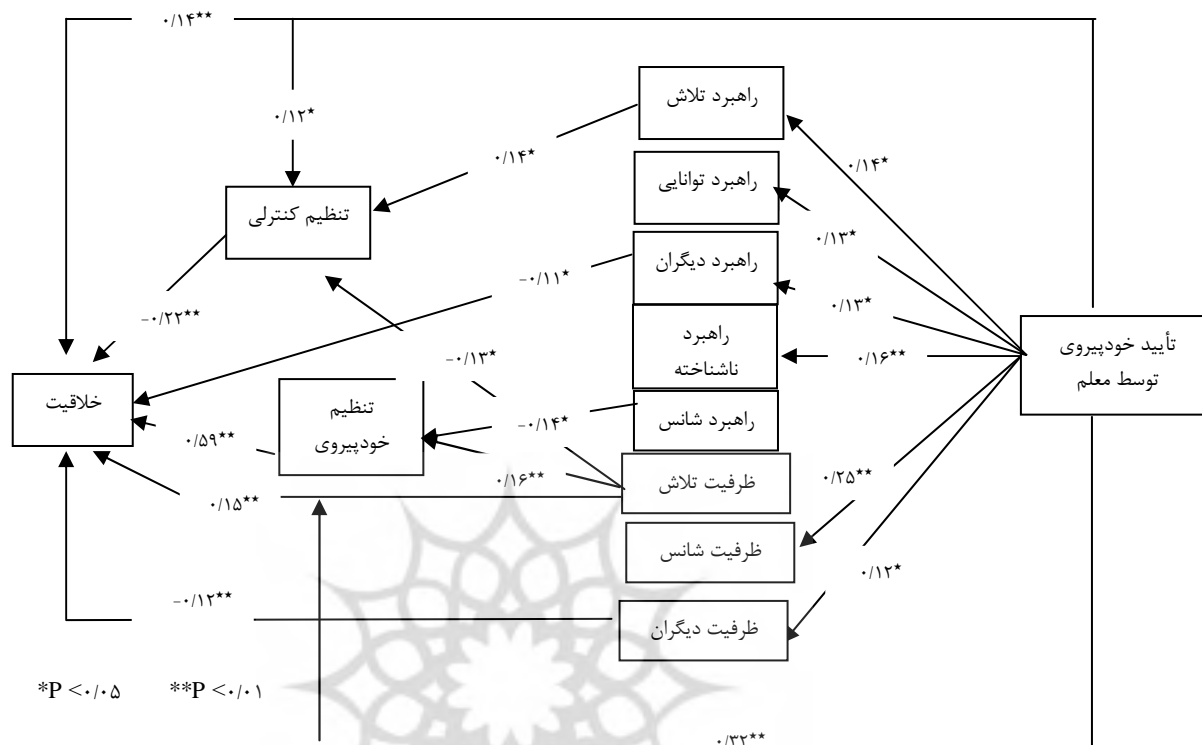 ۰/۱۴**
۰/۱۲*
راهبرد تلاش
۰/۱۴*
۰/۱۴*
راهبرد توانایی
تنظیم کنترلی
۰/۱۳*
راهبرد دیگران
-۰/۱۱*
۰/۱۳*
-۰/۲۲**
راهبرد
ناشناخته
۰/۱۶**
تأیید خودپیروی
توسط معلم
-۰/۱۳*
خلاقیت
تنظیم
خودپیروی
راهبرد شانس
-۰/۱۴*
۰/۵۹**
۰/۱۶**
ظرفیت تلاش
۰/۲۵**
۰/۱۵**
ظرفیت شانس
۰/۱۲*
-۰/۱۲**
ظرفیت دیگران
*P <۰/۰۵ **P <۰/۰۱
۰/۳۲**